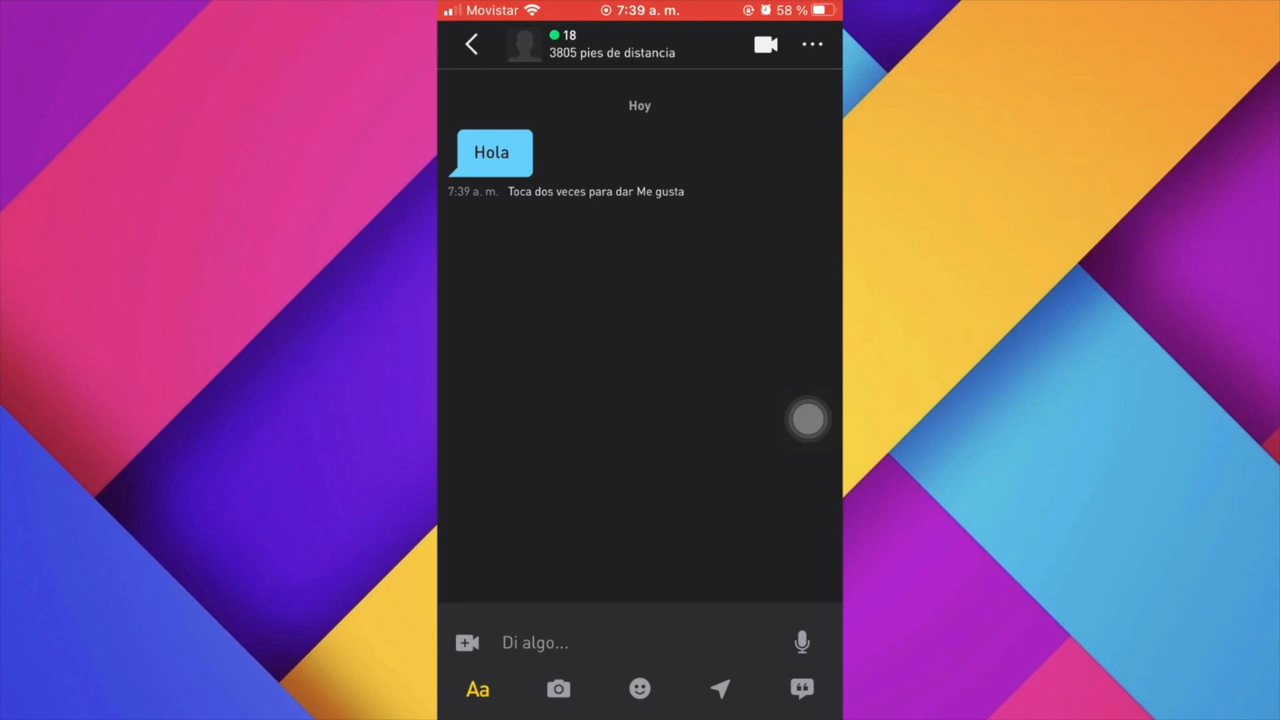 Movistar 7:39 a. m. 58 %
18
3805 pies de distancia
Hoy
Hola
7:39 a. m. Toca dos veces para dar Me gusta
Di algo...
Aa